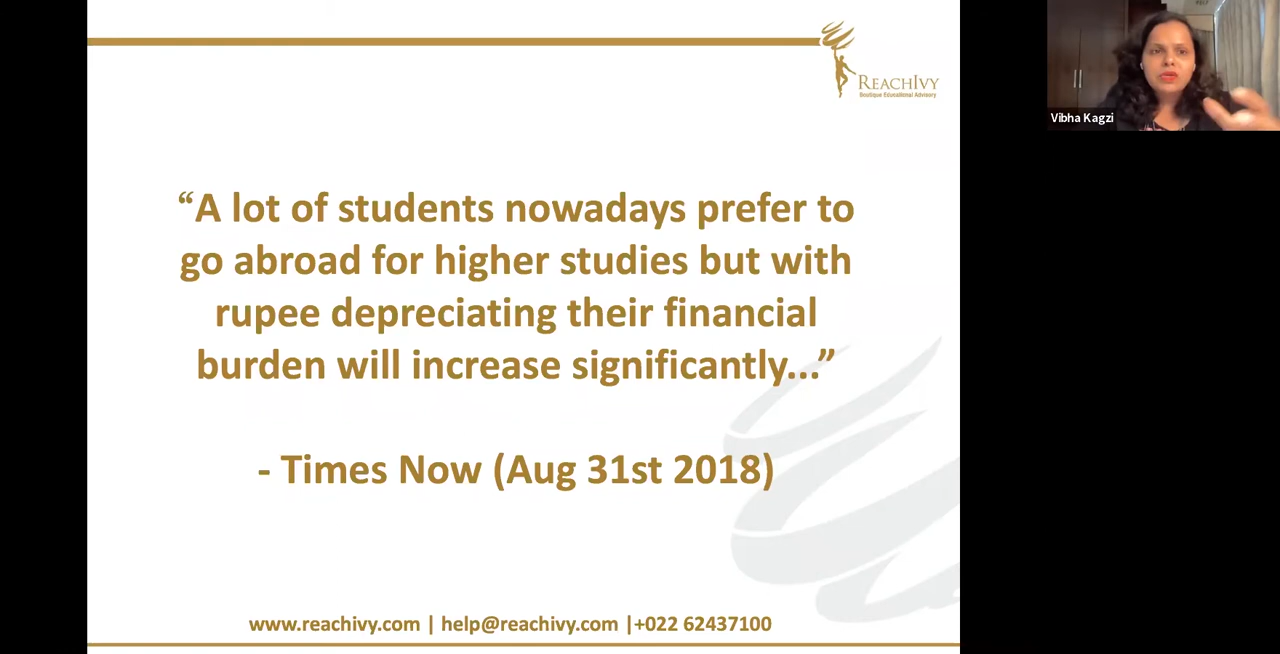 REACHIVY
Boutique Educational Advisory
Vibha Kagzi
“A lot of students nowadays prefer to
go abroad for higher studies but with
rupee depreciating their financial
burden will increase significantly...”
- Times Now (Aug 31st 2018)
www.reachivy.com | help@reachivy.com |+022 62437100